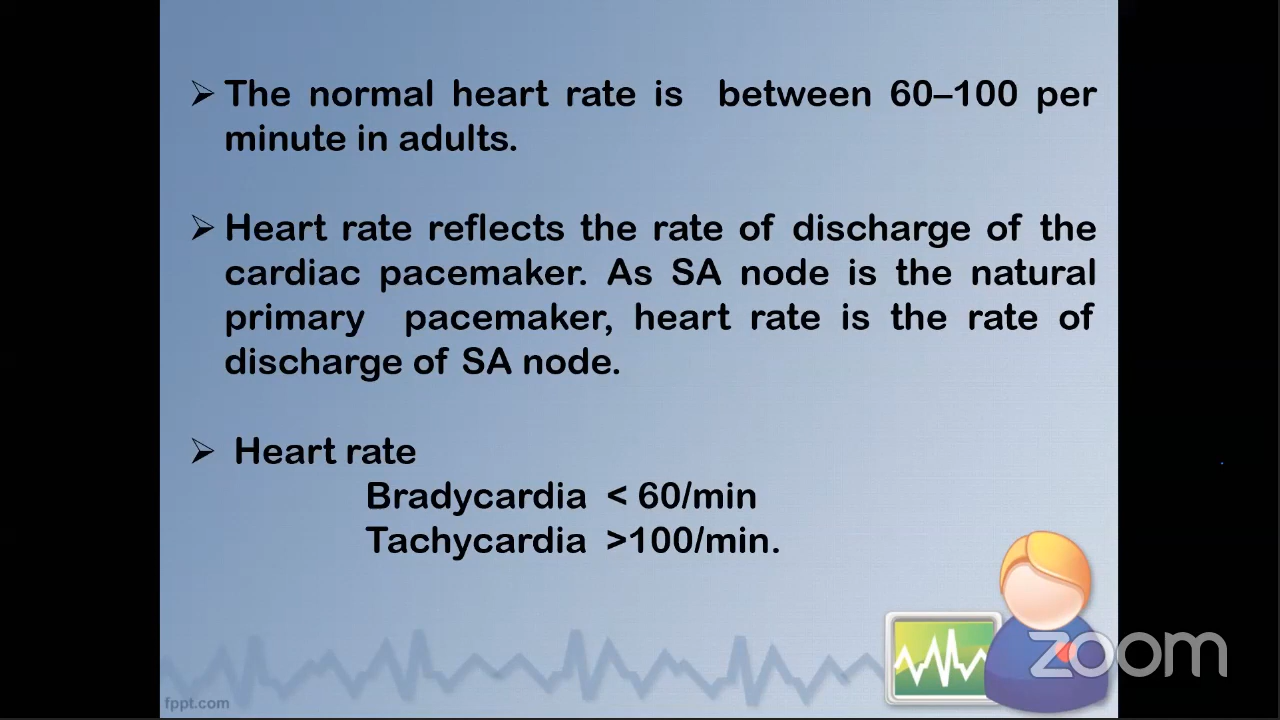 The normal heart rate is between 60–100 per
minute in adults.
Heart rate reflects the rate of discharge of the
cardiac pacemaker. As SA node is the natural
primary pacemaker, heart rate is the rate of
discharge of SA node.
Heart rate
Bradycardia < 60/min
Tachycardia >100/min.
zoom
fppt.com